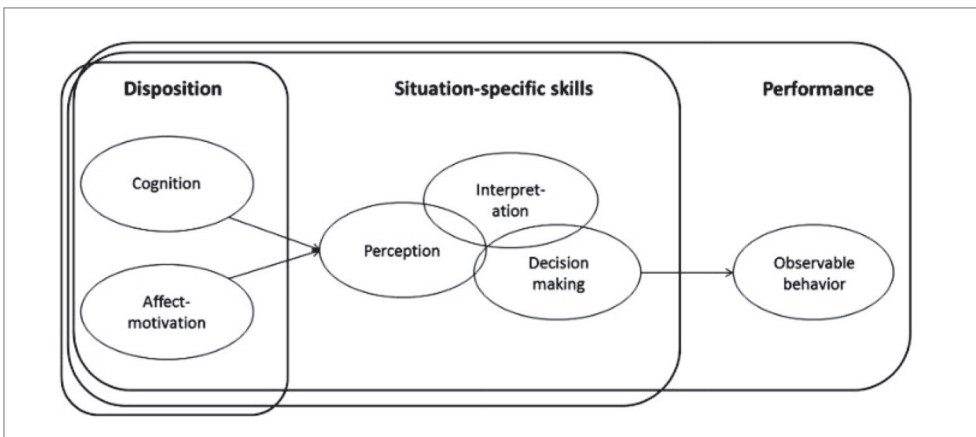 Disposition
Situation-specific skills
Performance
Cognition
Affect-
motivation
Perception
Interpret-
ation
Decision
making
Observable
behavior